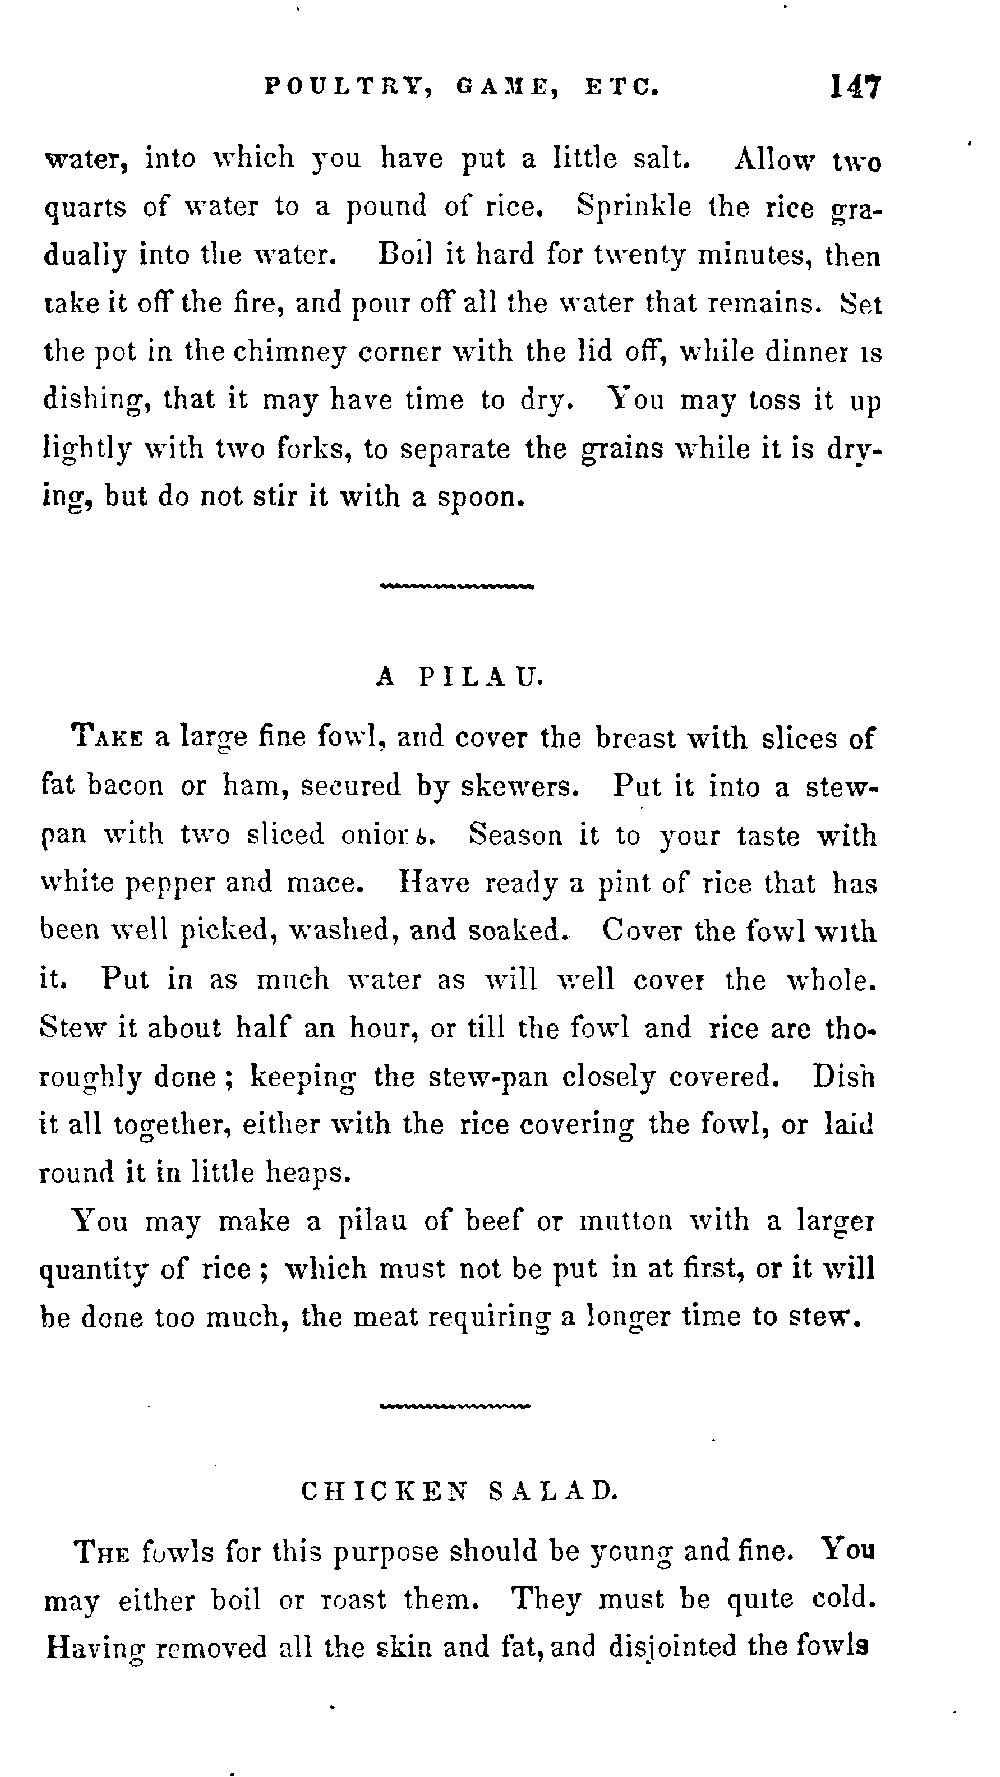 POULTRY, GAME, ETC. 147
water, into which you have put a little salt. Allow two
quarts of water to a pound of rice. Sprinkle the rice gra-
dually into the water. Boil it hard for twenty minutes, then
take it off the fire, and pour off all the water that remains. Set
the pot in the chimney corner with the lid off, while dinner is
dishing, that it may have time to dry. You may toss it up
lightly with two forks, to separate the grains while it is dry-
ing, but do not stir it with a spoon.
A PILAU.
TAKE a large fine fowl, and cover the breast with slices of
fat bacon or ham, secured by skewers. Put it into a stew-
pan with two sliced onions. Season it to your taste with
white pepper and mace. Have ready a pint of rice that has
been well picked, washed, and soaked. Cover the fowl with
it. Put in as much water as will well cover the whole.
Stew it about half an hour, or till the fowl and rice are tho-
roughly done; keeping the stew-pan closely covered. Dish
it all together, either with the rice covering the fowl, or laid
round it in little heaps.
You may make a pilau of beef or mutton with a larger
quantity of rice; which must not be put in at first, or it will
be done too much, the meat requiring a longer time to stew.
CHICKEN SALAD.
THE fowls for this purpose should be young and fine. You
may either boil or roast them. They must be quite cold.
Having removed all the skin and fat, and disjointed the fowls